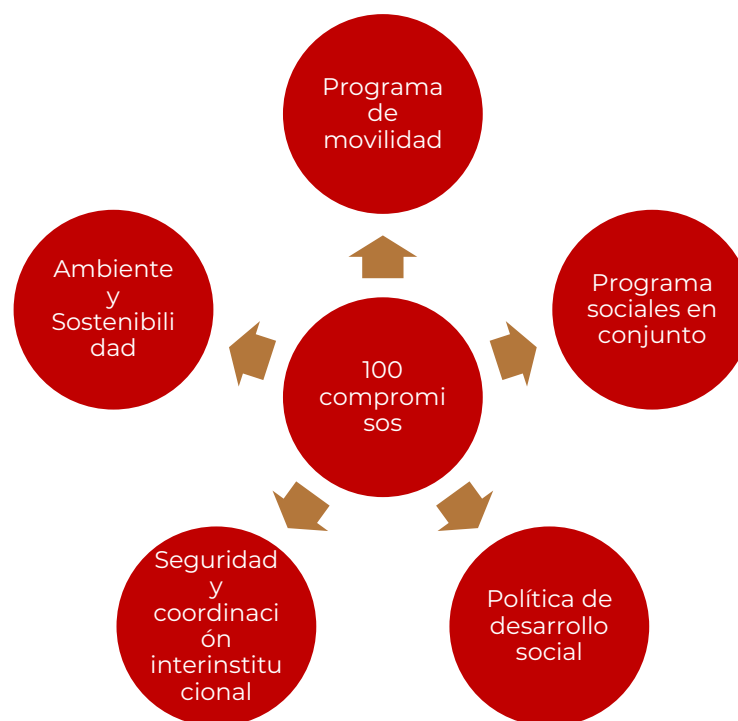 Programa
de
movilidad
Ambiente
y
Sostenibili
dad
Programa
sociales en
conjunto
100
compromi
sos
Seguridad
y
coordinaci
ón
interinstitu
cional
Política de
desarrollo
social